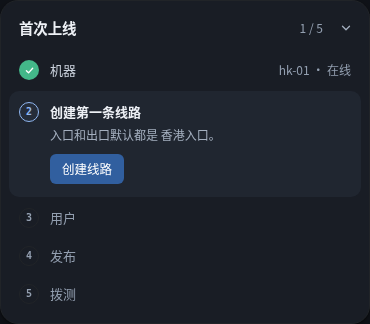 首次上线 1 / 5
机器 hk-01 · 在线
2 创建第一条线路
入口和出口默认都是 香港入口。
创建线路
3 用户
4 发布
5 拨测